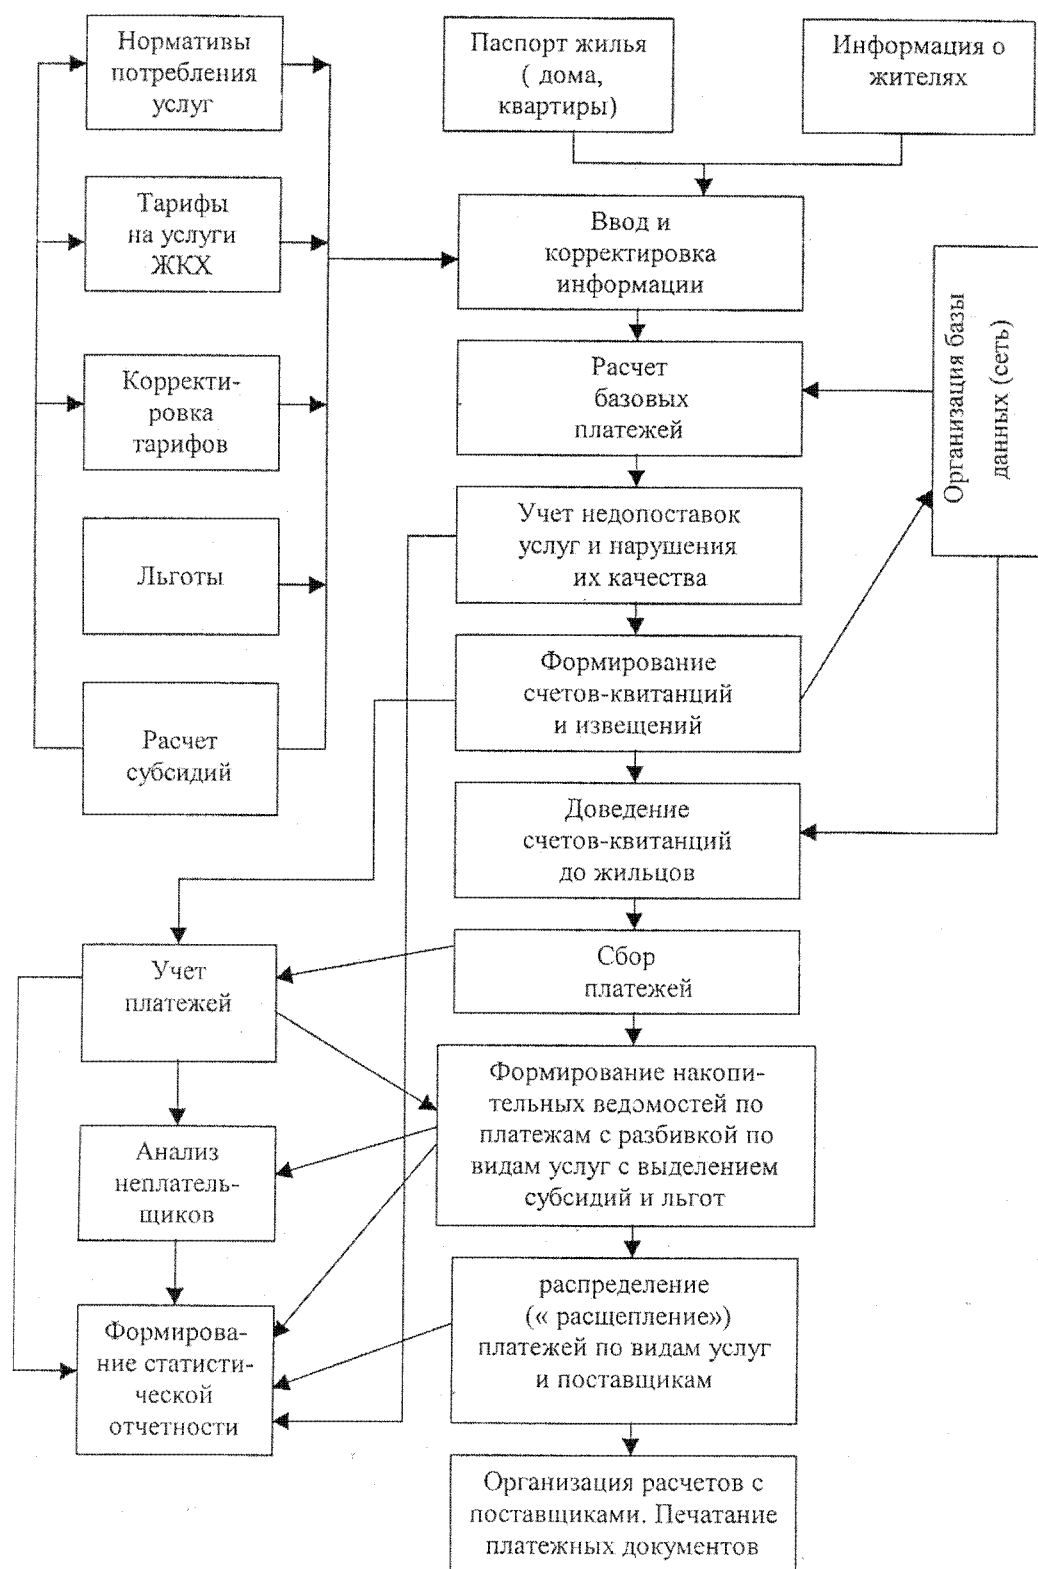 Нормативы
потребления
услуг
Паспорт жилья
( дома,
квартиры)
Информация о
жителях
Тарифы
на услуги
ЖКХ
Ввод и
корректировка
информации
Организация базы
данных (сеть)
Корректи-
ровка
тарифов
Расчет
базовых
платежей
Льготы
Учет недопоставок
услуг и нарушения
их качества
Расчет
субсидий
Формирование
счетов-квитанций
и извещений
Доведение
счетов-квитанций
до жильцов
Учет
платежей
Сбор
платежей
Анализ
неплатель-
щиков
Формирование накопи-
тельных ведомостей по
платежам с разбивкой по
видам услуг с выделением
субсидий и льгот
Формирова-
ние статисти-
ческой
отчетности
распределение
(« расщепление»)
платежей по видам услуг
и поставщикам
Организация расчетов с
поставщиками. Печатание
платежных документов